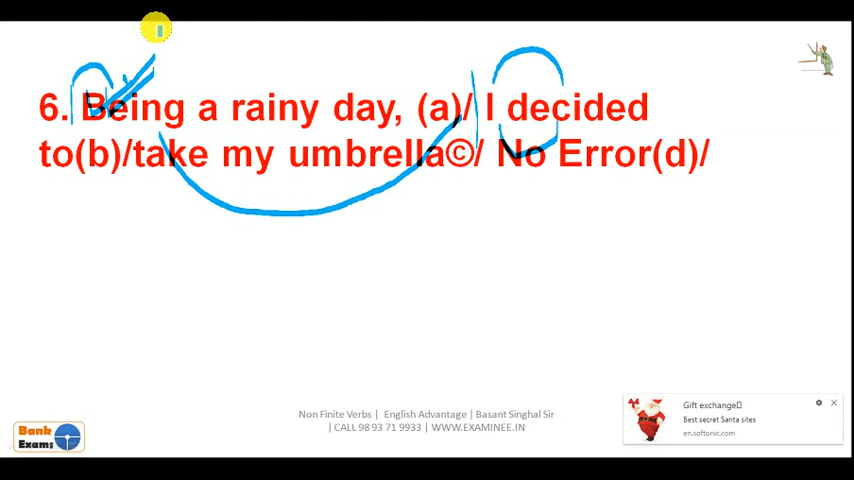 6. Being a rainy day, (a)/ I decided
to(b)/take my umbrella©/ No Error(d)/
Gift exchange
Best secret Santa sites
en.softonic.com
Non Finite Verbs | English Advantage | Basant Singhal Sir
| CALL 98 93 71 9933 | WWW.EXAMINEE.IN
Bank
Exams